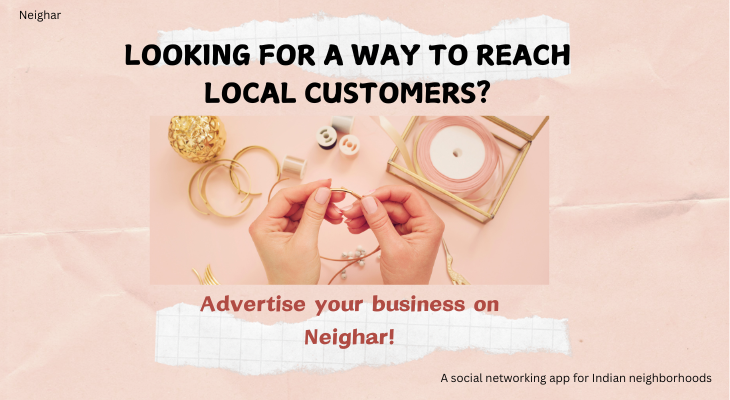 Neighar
LOOKING FOR A WAY TO REACH
LOCAL CUSTOMERS?
Advertise your business on
Neighar!
A social networking app for Indian neighborhoods